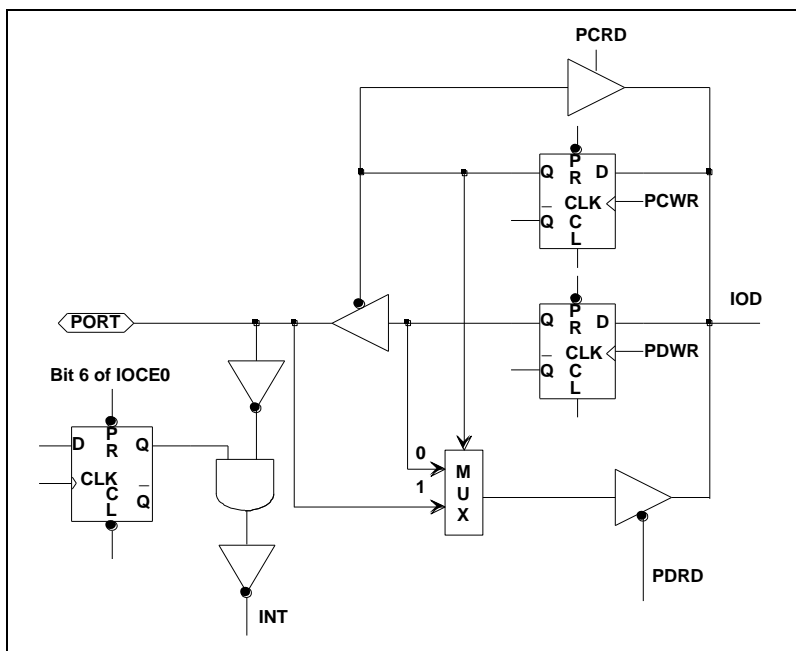 PCRD
P
R
Q
D
CLK
PCWR
Q
C
L
IOD
P
R
Q
D
CLK
PDWR
Q
C
L
PORT
Bit 6 of IOCE0
P
R
D
Q
CLK
C
L
Q
0
1
M
U
X
PDRD
INT